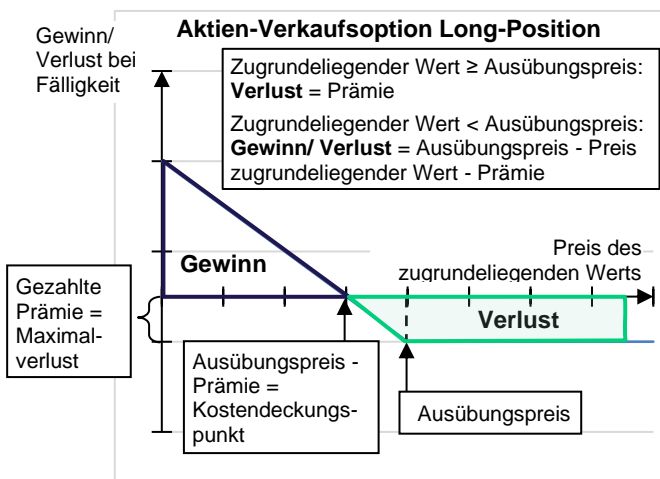 Aktien-Verkaufsoption Long-Position
Gewinn/
Verlust bei
Fälligkeit
Zugrundeliegender Wert ≥ Ausübungspreis:
Verlust = Prämie
Zugrundeliegender Wert < Ausübungspreis:
Gewinn/ Verlust = Ausübungspreis - Preis
zugrundeliegender Wert - Prämie
Gewinn
Preis des
zugrundeliegenden Werts
Gezahlte
Prämie =
Maximal-
verlust
Verlust
Ausübungspreis -
Prämie =
Kostendeckungs-
punkt
Ausübungspreis